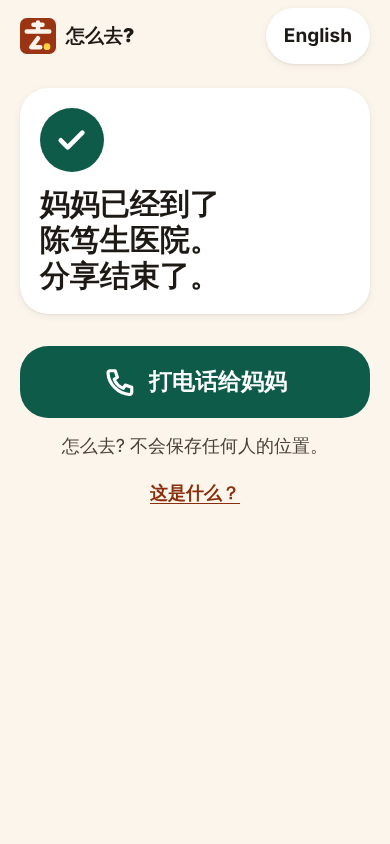 去
怎么去?
English
妈妈已经到了
陈笃生医院。
分享结束了。
打电话给妈妈
怎么去? 不会保存任何人的位置。
这是什么？